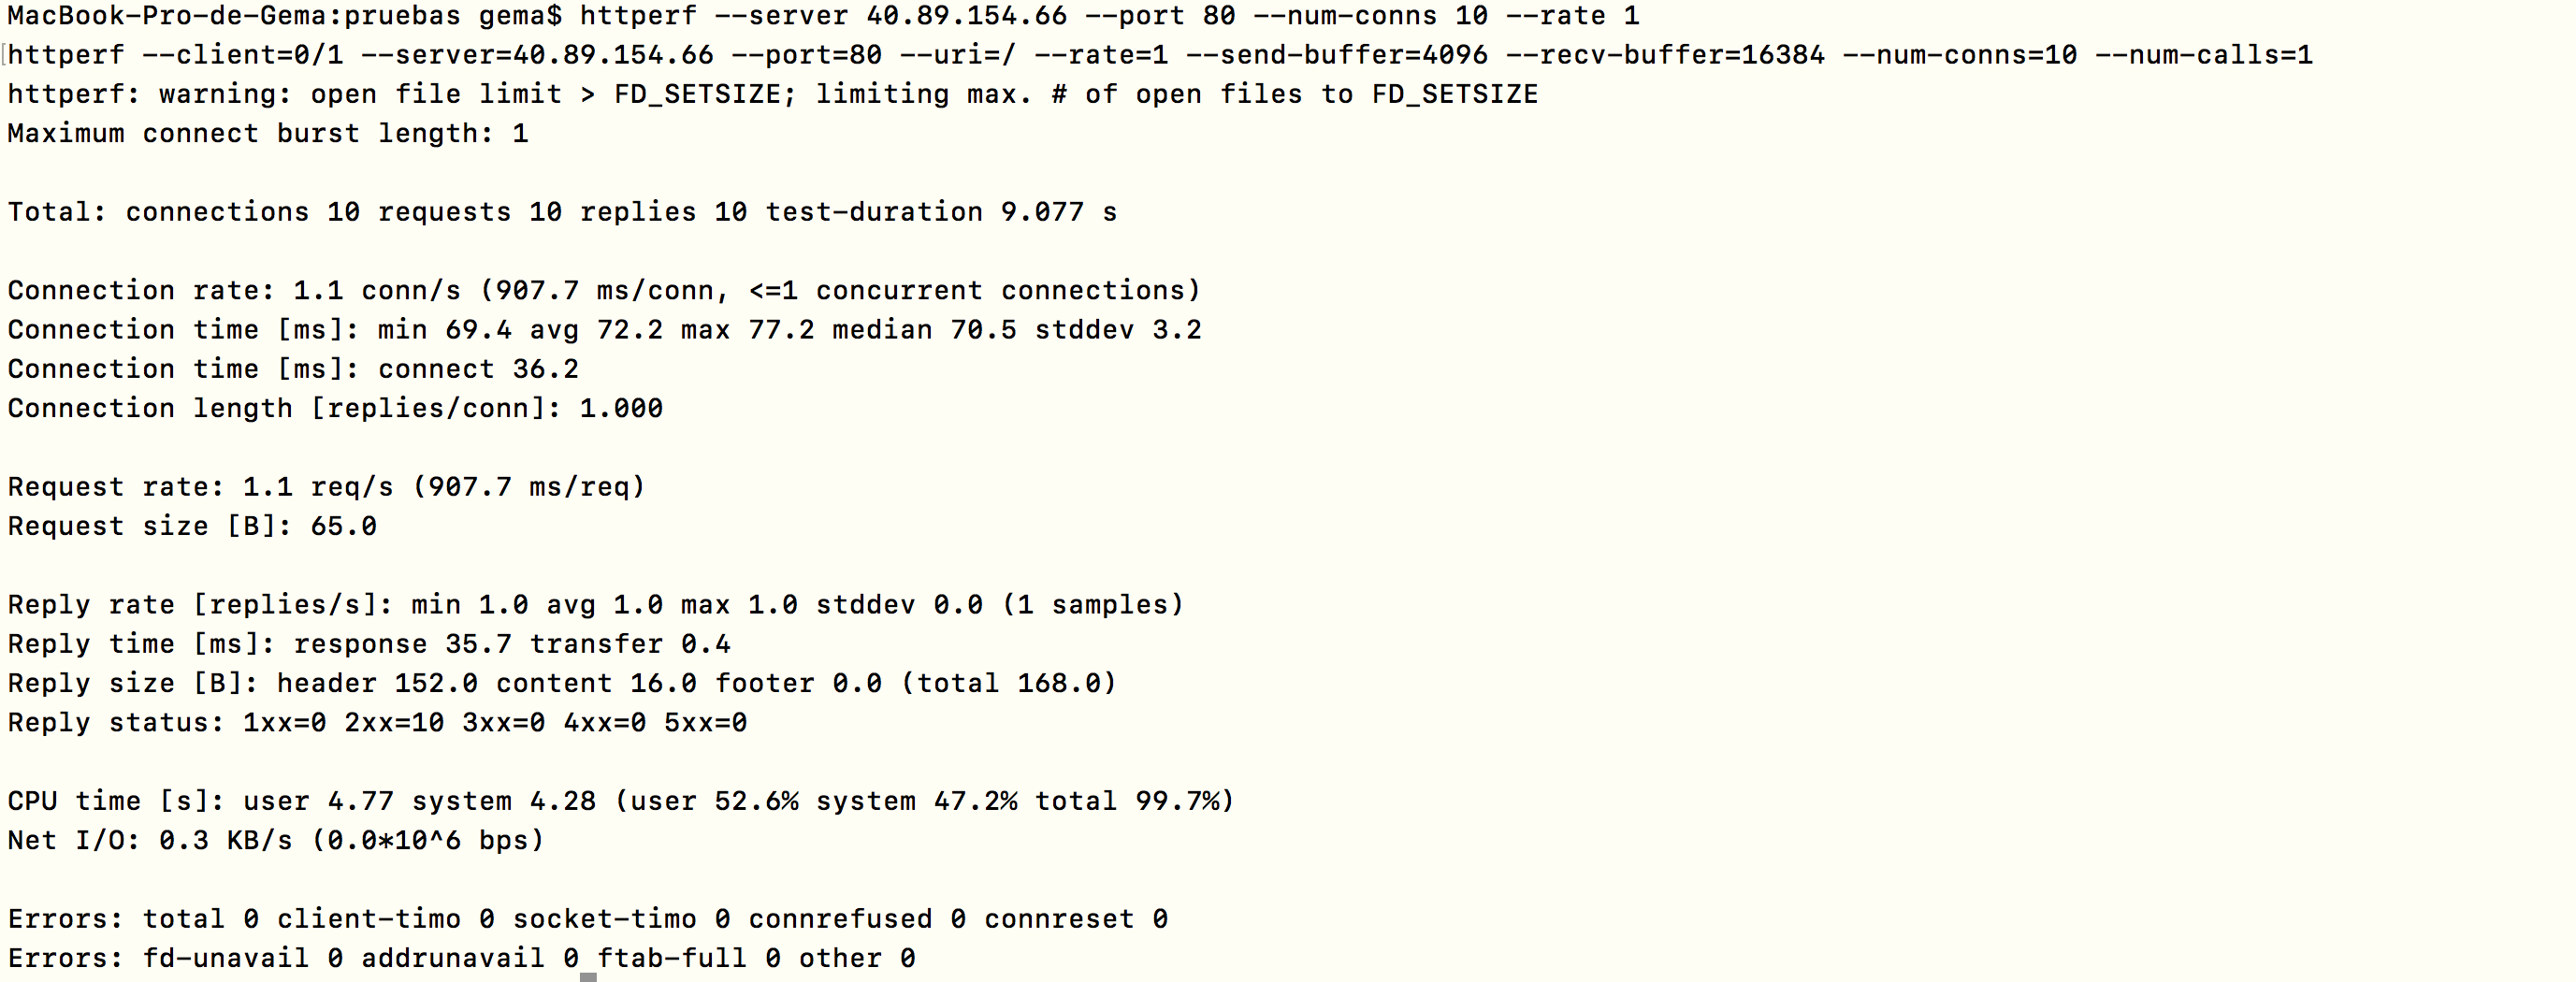 MacBook-Pro-de-Gema:pruebas gema$ httperf --server 40.89.154.66 --port 80 --num-conns 10 --rate 1
httperf --client=0/1 --server=40.89.154.66 --port=80 --uri=/ --rate=1 --send-buffer=4096 --recv-buffer=16384 --num-conns=10 --num-calls=1
httperf: warning: open file limit > FD_SETSIZE; limiting max. # of open files to FD_SETSIZE
Maximum connect burst length: 1
Total: connections 10 requests 10 replies 10 test-duration 9.077 s
Connection rate: 1.1 conn/s (907.7 ms/conn, <=1 concurrent connections)
Connection time [ms]: min 69.4 avg 72.2 max 77.2 median 70.5 stddev 3.2
Connection time [ms]: connect 36.2
Connection length [replies/conn]: 1.000
Request rate: 1.1 req/s (907.7 ms/req)
Request size [B]: 65.0
Reply rate [replies/s]: min 1.0 avg 1.0 max 1.0 stddev 0.0 (1 samples)
Reply time [ms]: response 35.7 transfer 0.4
Reply size [B]: header 152.0 content 16.0 footer 0.0 (total 168.0)
Reply status: 1xx=0 2xx=10 3xx=0 4xx=0 5xx=0
CPU time [s]: user 4.77 system 4.28 (user 52.6% system 47.2% total 99.7%)
Net I/O: 0.3 KB/s (0.0*10^6 bps)
Errors: total 0 client-timo 0 socket-timo 0 connrefused 0 connreset 0
Errors: fd-unavail 0 addrunavail 0 ftab-full 0 other 0